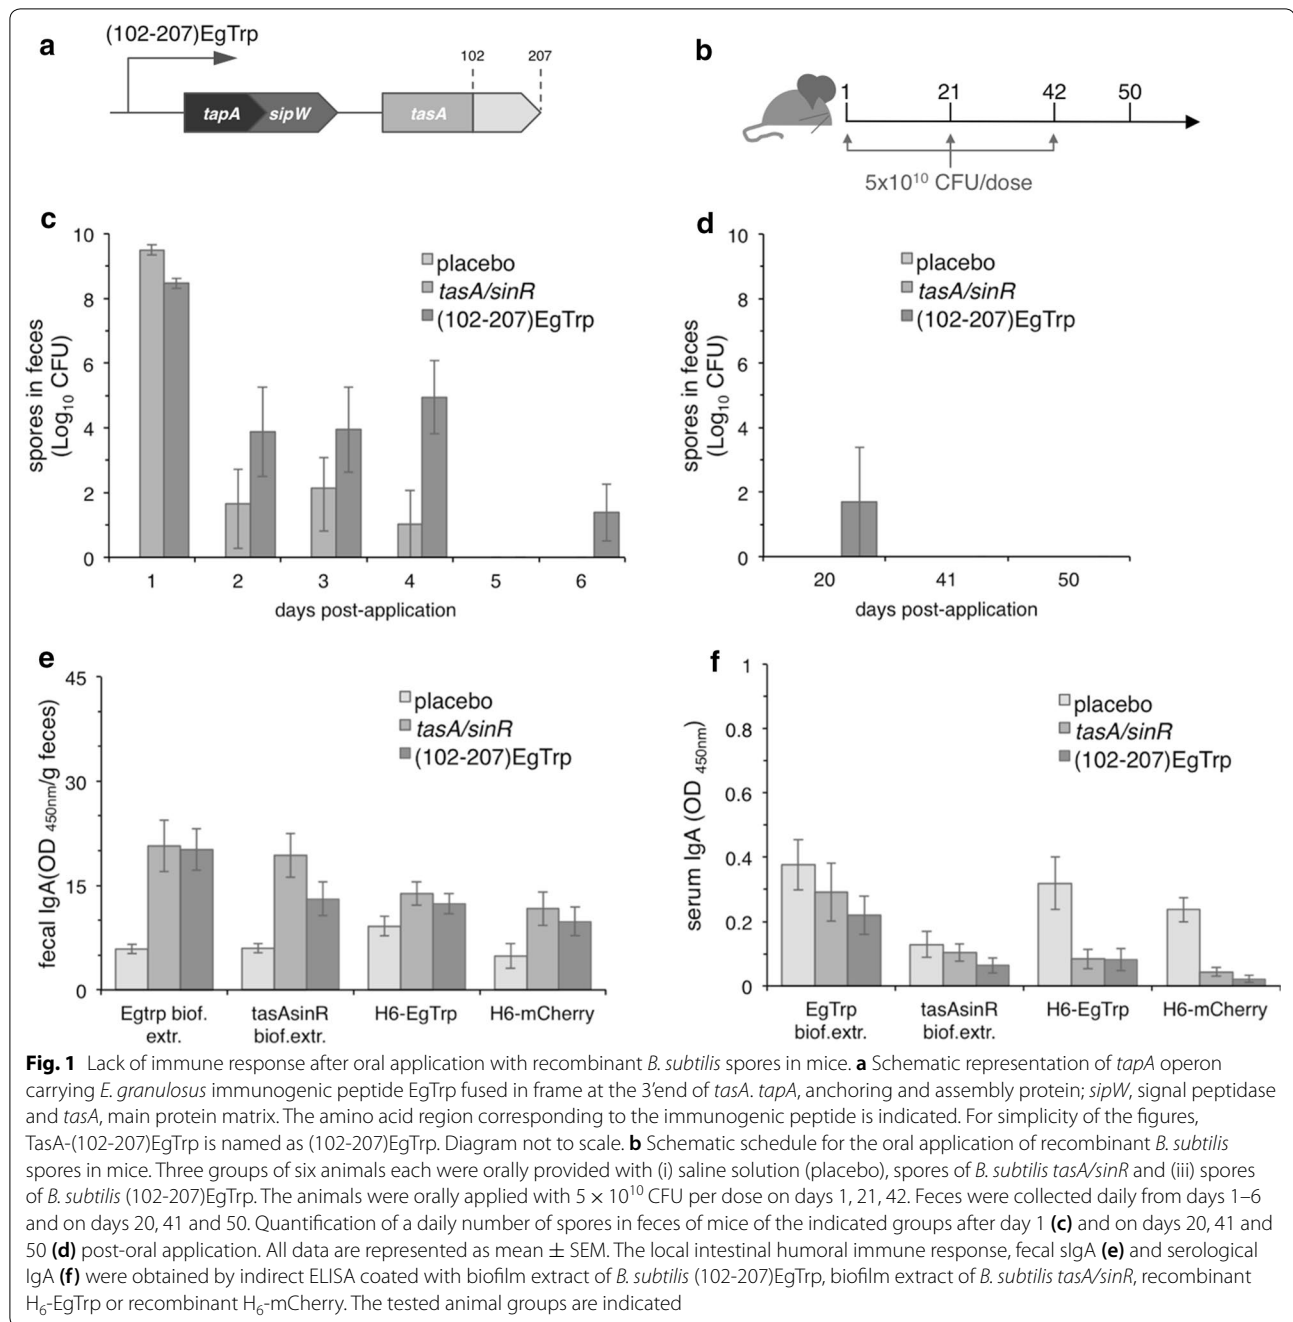 a
(102-207)EgTrp
102
207
tapA
sipW
tasA
b
1
21
42
50
5x10¹⁰ CFU/dose
c
spores in feces
(Log₁₀ CFU)
10
8
6
4
2
0
placebo
tasA/sinR
(102-207)EgTrp
1
2
3
4
5
6
days post-application
d
spores in feces
(Log₁₀ CFU)
10
8
6
4
2
0
placebo
tasA/sinR
(102-207)EgTrp
20
41
50
days post-application
e
fecal IgA(OD 450nm/g feces)
45
30
15
0
placebo
tasA/sinR
(102-207)EgTrp
Egtrp biof.
extr.
tasAsinR
biof.extr.
H6-EgTrp
H6-mCherry
f
serum IgA (OD 450nm)
1
0.8
0.6
0.4
0.2
0
placebo
tasA/sinR
(102-207)EgTrp
EgTrp
biof.extr.
tasAsinR
biof.extr.
H6-EgTrp
H6-mCherry
Fig. 1 Lack of immune response after oral application with recombinant B. subtilis spores in mice. a Schematic representation of tapA operon
carrying E. granulosus immunogenic peptide EgTrp fused in frame at the 3′end of tasA. tapA, anchoring and assembly protein; sipW, signal peptidase
and tasA, main protein matrix. The amino acid region corresponding to the immunogenic peptide is indicated. For simplicity of the figures,
TasA-(102-207)EgTrp is named as (102-207)EgTrp. Diagram not to scale. b Schematic schedule for the oral application of recombinant B. subtilis
spores in mice. Three groups of six animals each were orally provided with (i) saline solution (placebo), spores of B. subtilis tasA/sinR and (iii) spores
of B. subtilis (102-207)EgTrp. The animals were orally applied with 5 × 10¹⁰ CFU per dose on days 1, 21, 42. Feces were collected daily from days 1–6
and on days 20, 41 and 50. Quantification of a daily number of spores in feces of mice of the indicated groups after day 1 (c) and on days 20, 41 and
50 (d) post-oral application. All data are represented as mean ± SEM. The local intestinal humoral immune response, fecal sIgA (e) and serological
IgA (f) were obtained by indirect ELISA coated with biofilm extract of B. subtilis (102-207)EgTrp, biofilm extract of B. subtilis tasA/sinR, recombinant
H₆-EgTrp or recombinant H₆-mCherry. The tested animal groups are indicated